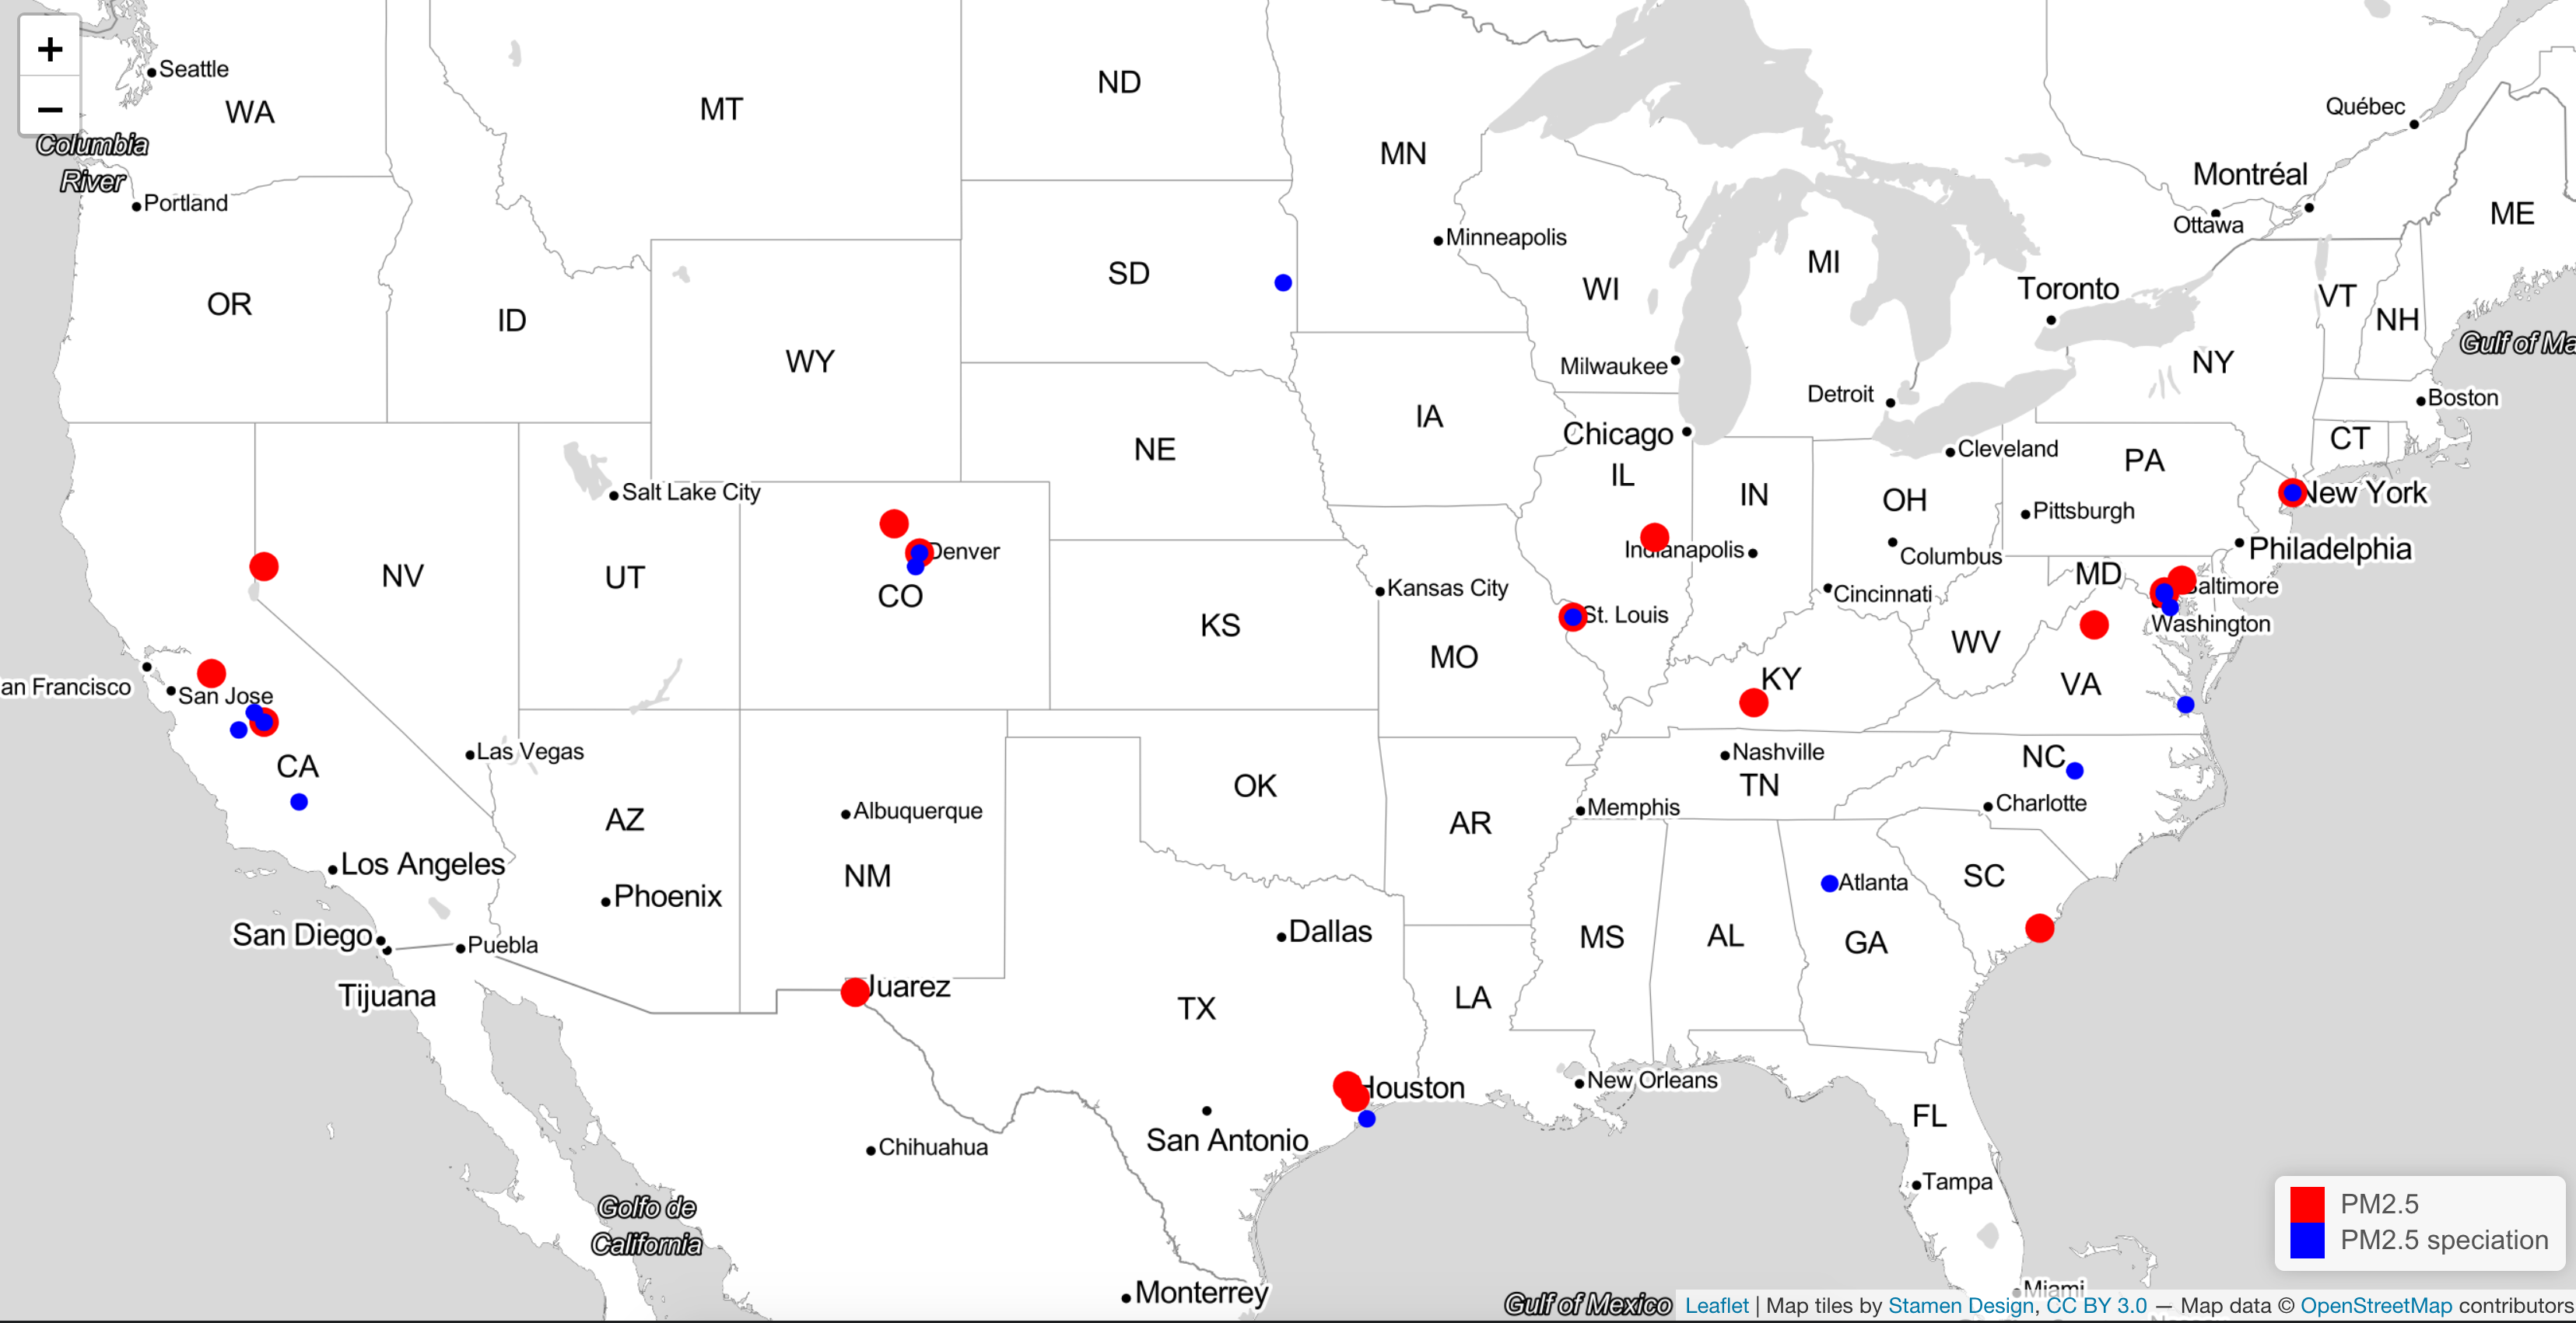 +
−
Seattle
WA
Columbia
River
Portland
MT
ND
MN
Minneapolis
Québec
Montréal
Ottawa
ME
OR
ID
WY
SD
WI
MI
Toronto
VT
NH
Gulf of Ma
NY
Milwaukee
Detroit
Boston
NE
IA
Chicago
IL
IN
OH
Cleveland
PA
CT
Pittsburgh
New York
Salt Lake City
Denver
CO
NV
UT
KS
Kansas City
St. Louis
MO
Indianapolis
Columbus
Cincinnati
Philadelphia
MD
altimore
Washington
WV
VA
KY
an Francisco
San Jose
CA
Las Vegas
AZ
Albuquerque
NM
OK
AR
Nashville
TN
Memphis
NC
Charlotte
SC
Los Angeles
Phoenix
San Diego
Puebla
Tijuana
Juarez
Dallas
TX
LA
MS
AL
Atlanta
GA
Houston
San Antonio
New Orleans
FL
Tampa
Miami
Chihuahua
Golfo de
California
Monterrey
Gulf of Mexico
PM2.5
PM2.5 speciation
Leaflet | Map tiles by Stamen Design, CC BY 3.0 — Map data © OpenStreetMap contributors